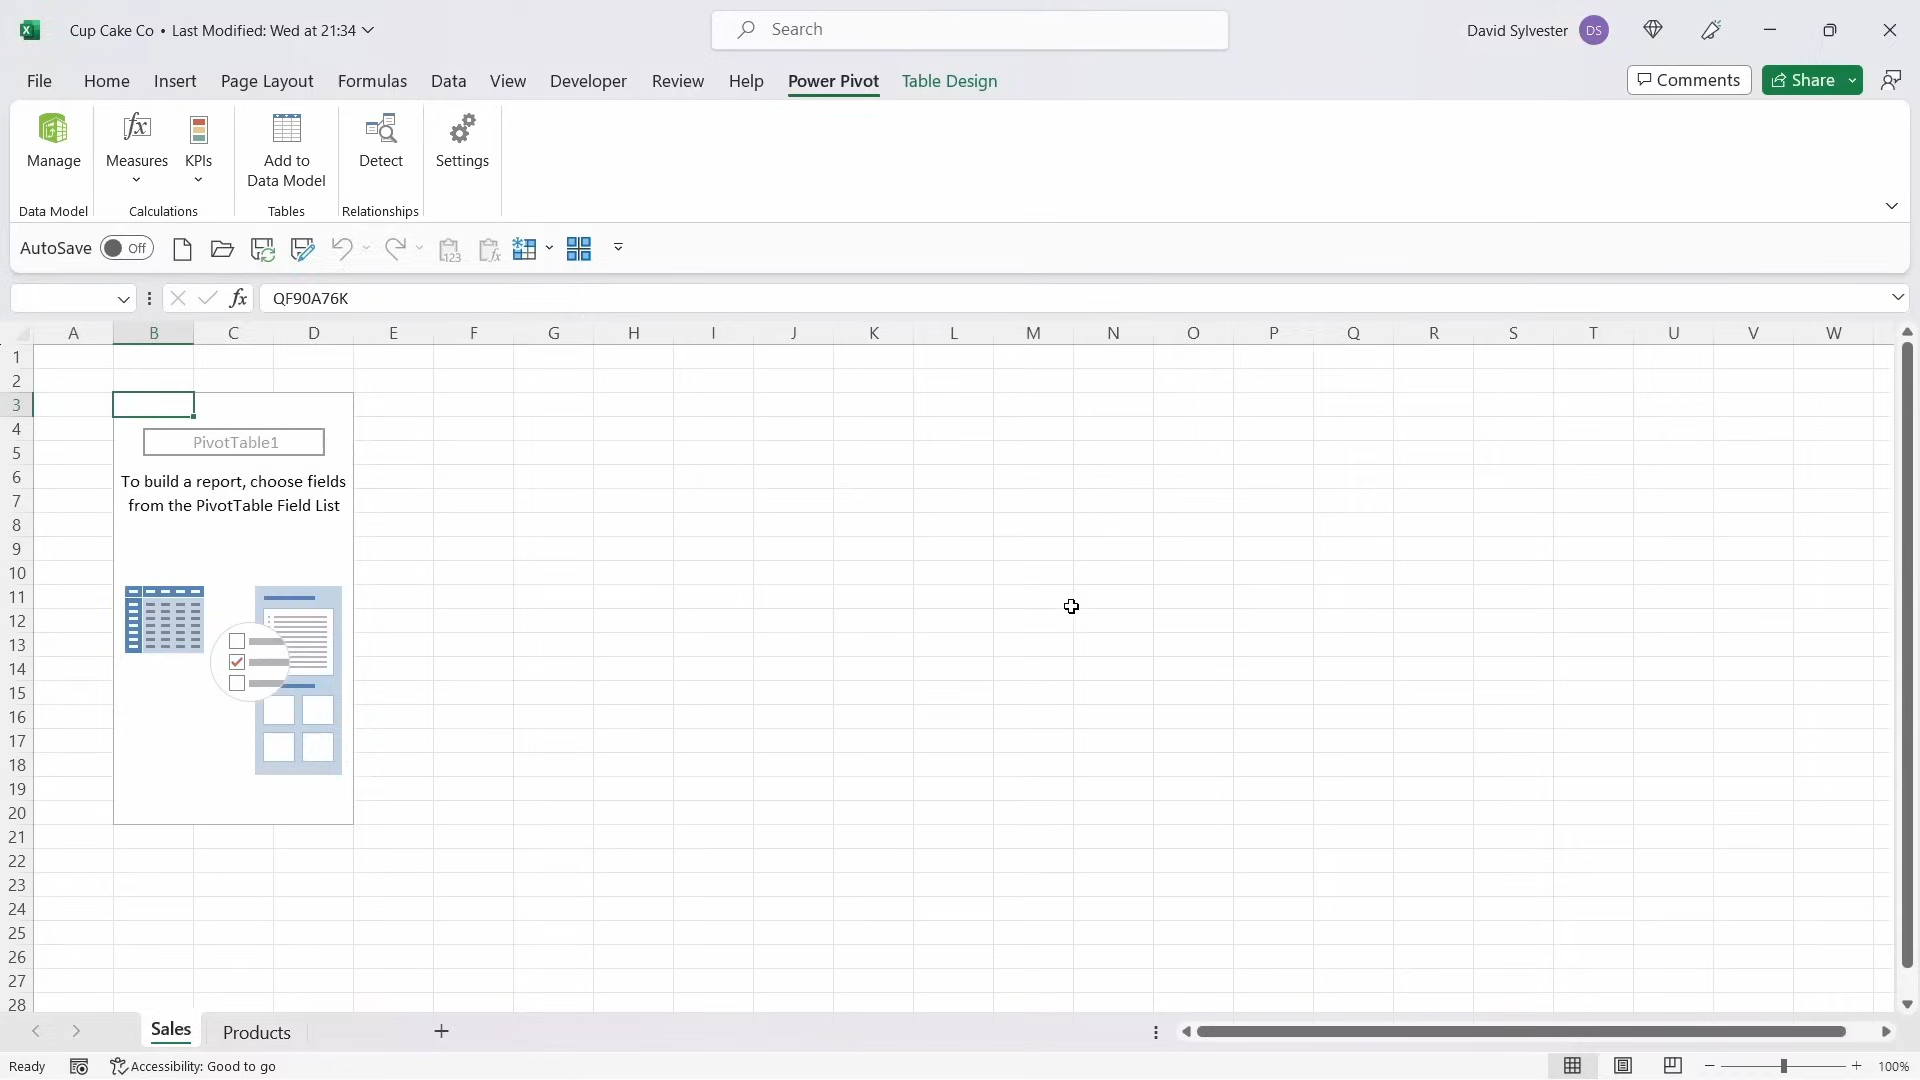 Cup Cake Co • Last Modified: Wed at 21:34
Search
David Sylvester DS
File Home Insert Page Layout Formulas Data View Developer Review Help Power Pivot Table Design
Comments Share
Manage
Measures
KPIs
Add to
Data Model
Detect
Settings
Data Model Calculations Tables Relationships
AutoSave Off
fx QF90A76K
A B C D E F G H I J K L M N O P Q R S T U V W
1
2
3
4
PivotTable1
5
6
To build a report, choose fields
7
from the PivotTable Field List
8
9
10
11
12
13
14
15
16
17
18
19
20
21
22
23
24
25
26
27
28
Sales Products
Ready Accessibility: Good to go 100%